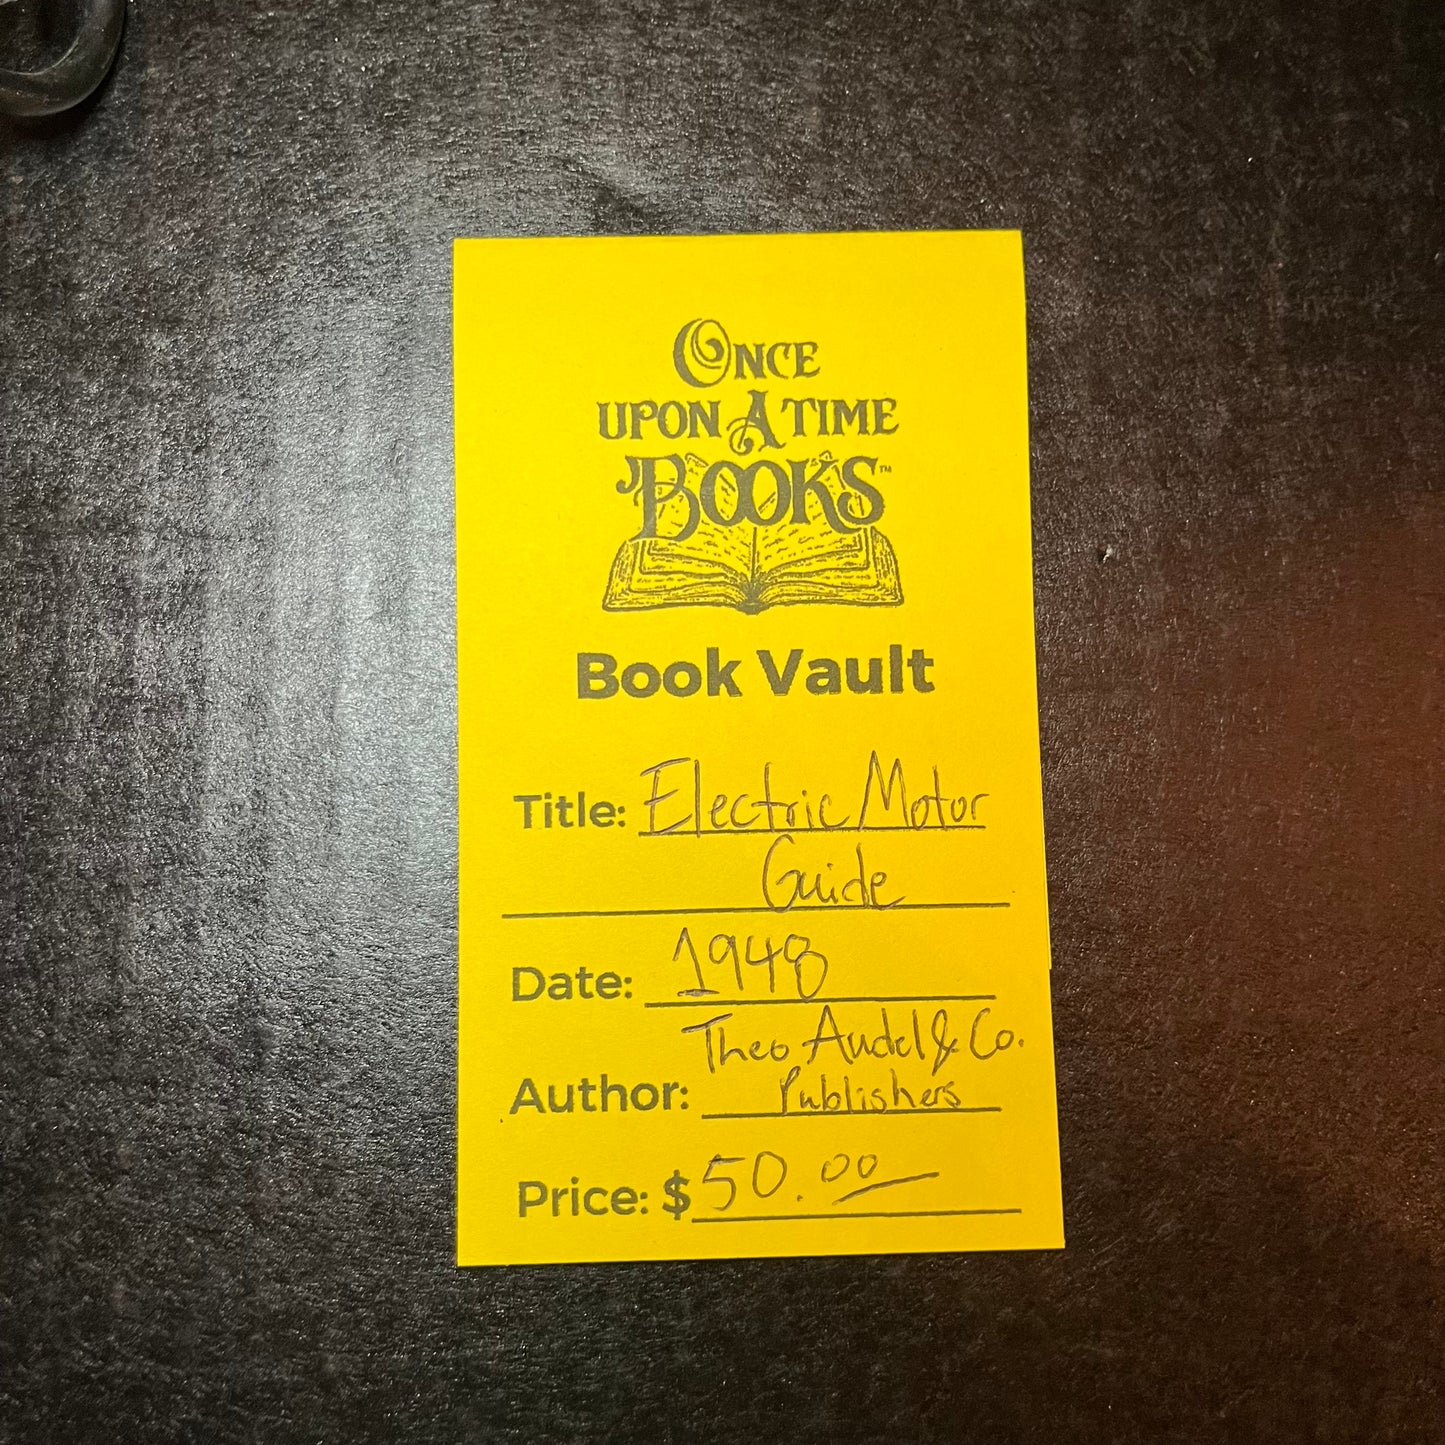 ONCE
UPON A TIME
BOOKS™
Book Vault
Title: Electric Motor
Guide
Date: 1948
Theo Audel & Co.
Author: Publishers
Price: $50.00